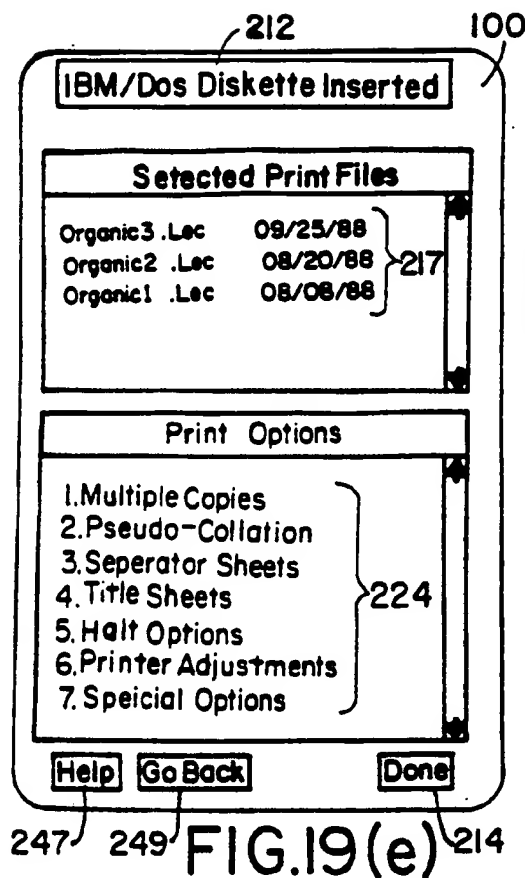 212 100
IBM/Dos Diskette Inserted
Selected Print Files
Organic3 .Lec 09/25/88
Organic2 .Lec 08/20/88 217
Organic1 .Lec 08/08/88
Print Options
1. Multiple Copies
2. Pseudo-Collation
3. Seperator Sheets
4. Title Sheets 224
5. Halt Options
6. Printer Adjustments
7. Speicial Options
Help Go Back Done
247 249 FIG.19(e) 214